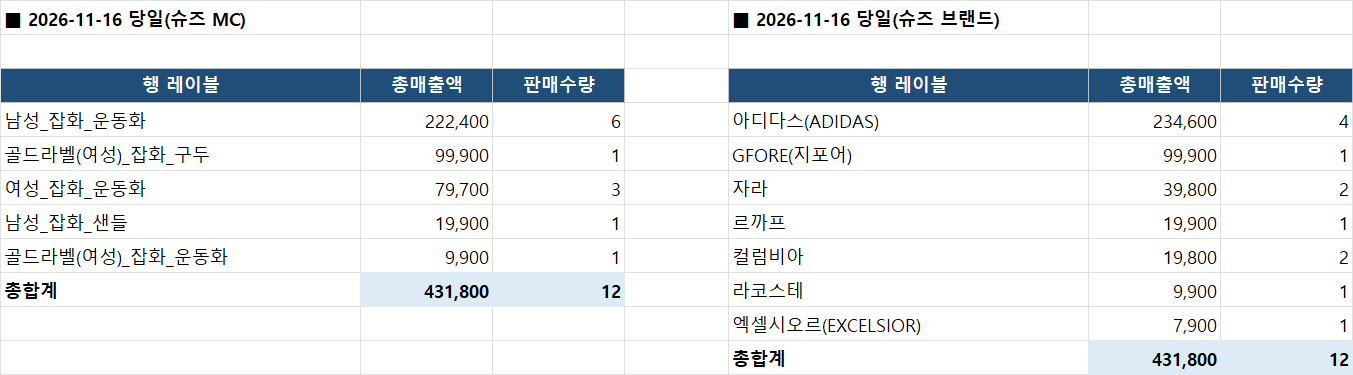 ■ 2026-11-16 당일(슈즈 MC)
행 레이블 총매출액 판매수량
남성_잡화_운동화 222,400 6
골드라벨(여성)_잡화_구두 99,900 1
여성_잡화_운동화 79,700 3
남성_잡화_샌들 19,900 1
골드라벨(여성)_잡화_운동화 9,900 1
총합계 431,800 12
■ 2026-11-16 당일(슈즈 브랜드)
행 레이블 총매출액 판매수량
아디다스(ADIDAS) 234,600 4
GFORE(지포어) 99,900 1
자라 39,800 2
르까프 19,900 1
컬럼비아 19,800 2
라코스테 9,900 1
엑셀시오르(EXCELSIOR) 7,900 1
총합계 431,800 12